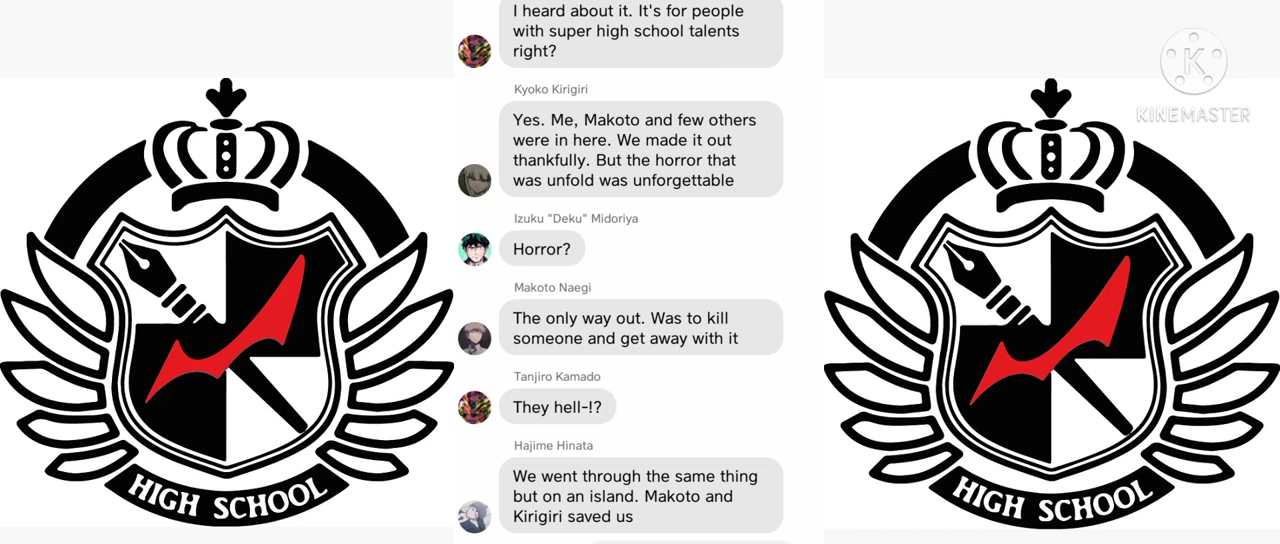 I heard about it. It's for people
with super high school talents
right?
Kyoko Kirigiri
Yes. Me, Makoto and few others
were in here. We made it out
thankfully. But the horror that
was unfold was unforgettable
Izuku "Deku" Midoriya
Horror?
Makoto Naegi
The only way out. Was to kill
someone and get away with it
Tanjiro Kamado
They hell-!?
Hajime Hinata
We went through the same thing
but on an island. Makoto and
Kirigiri saved us
HIGH SCHOOL
HIGH SCHOOL
K
KINEMASTER